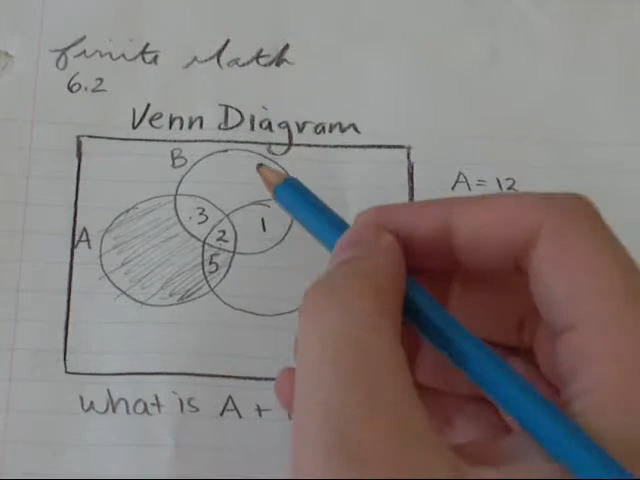 finite Math
6.2
Venn Diagram
B
A = 12
.3
1
A
2
5
What is A +